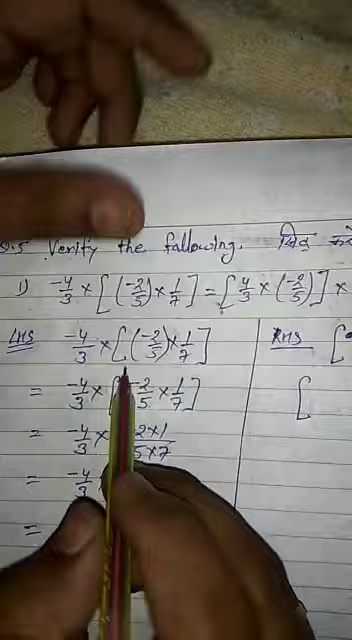 Q.5 Verify the following. सिद्ध
1) -4/3 × [(-2/5) × 1/7] = [4/3 × (-2/5)] ×
LHS -4/3 × [(-2/5) × 1/7] RHS [
= -4/3 × [-2/5 × 1/7] [
= -4/3 × 2×1/5×7
= -4/3
=